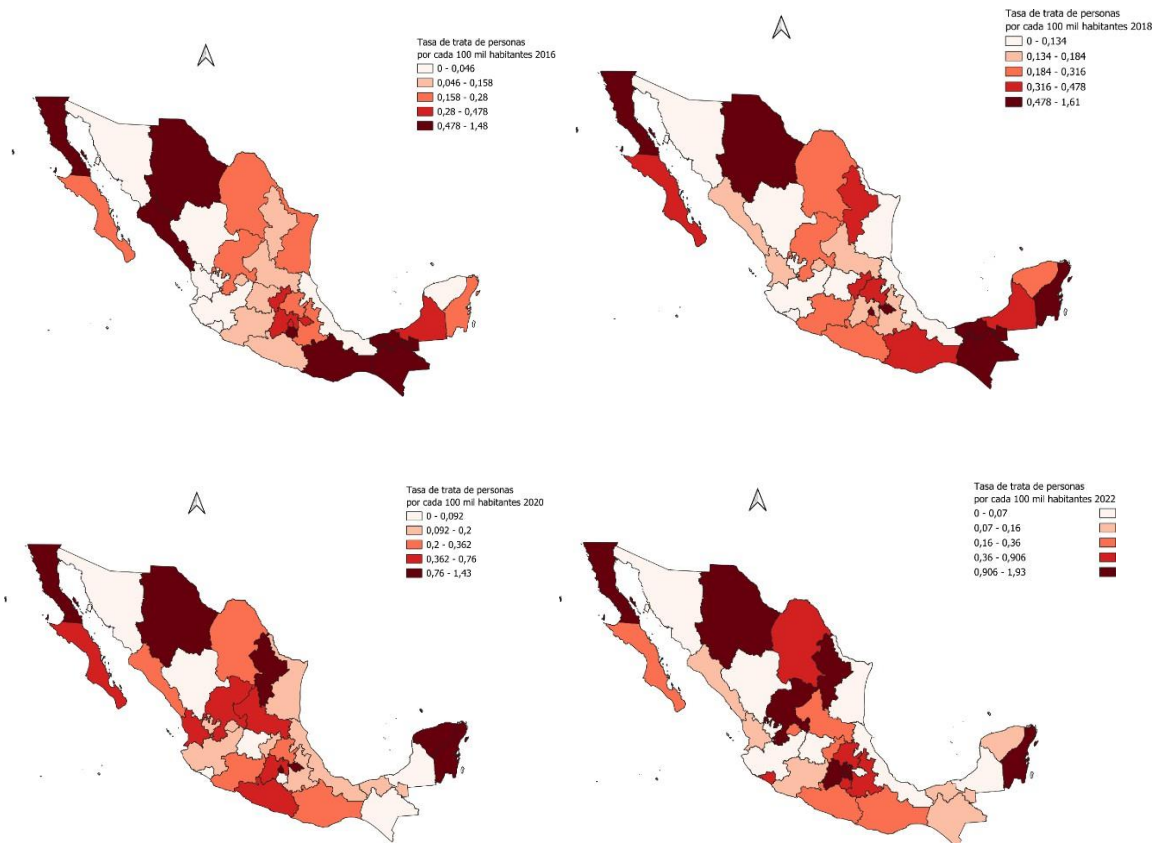 Tasa de trata de personas
por cada 100 mil habitantes 2016
0 - 0,046
0,046 - 0,158
0,158 - 0,28
0,28 - 0,478
0,478 - 1,48
Tasa de trata de personas
por cada 100 mil habitantes 2018
0 - 0,134
0,134 - 0,184
0,184 - 0,316
0,316 - 0,478
0,478 - 1,61
Tasa de trata de personas
por cada 100 mil habitantes 2020
0 - 0,092
0,092 - 0,2
0,2 - 0,362
0,362 - 0,76
0,76 - 1,43
Tasa de trata de personas
por cada 100 mil habitantes 2022
0 - 0,07
0,07 - 0,16
0,16 - 0,36
0,36 - 0,906
0,906 - 1,93